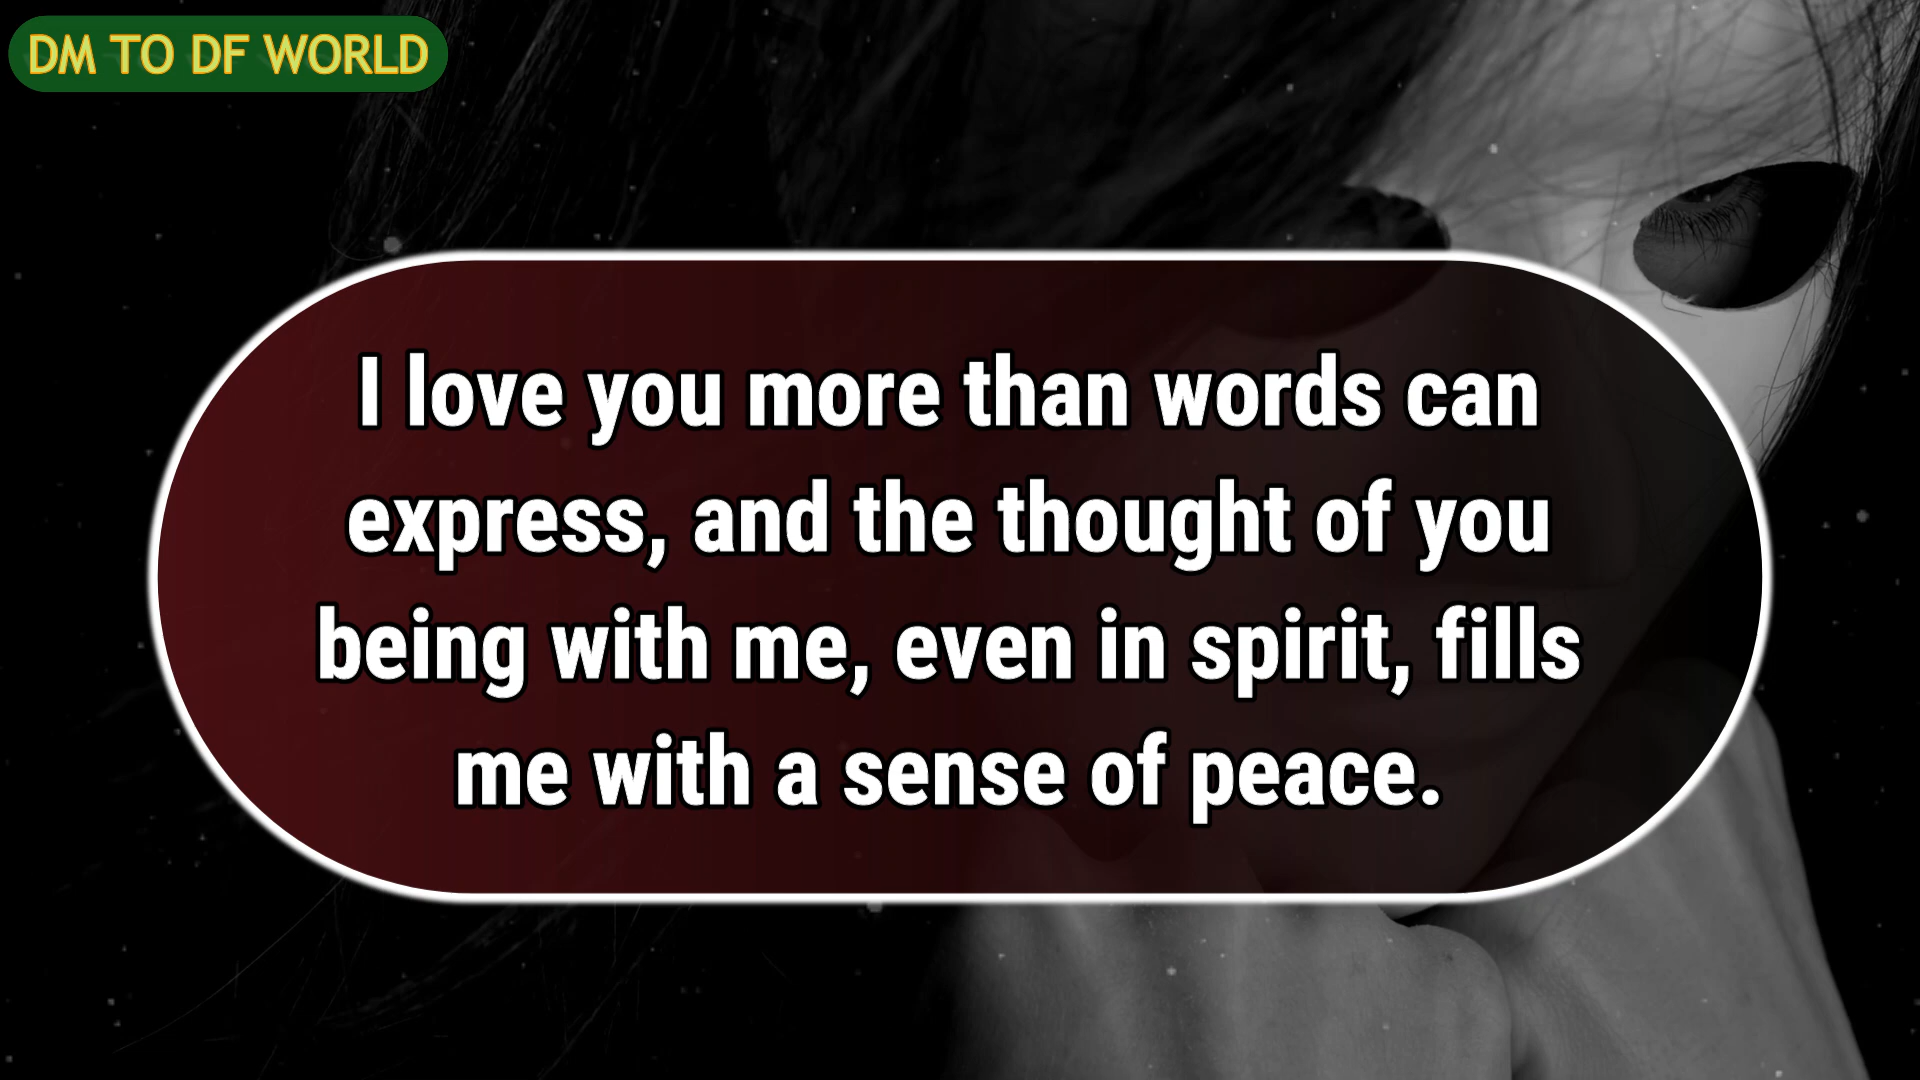 DM TO DF WORLD
I love you more than words can
express, and the thought of you
being with me, even in spirit, fills
me with a sense of peace.